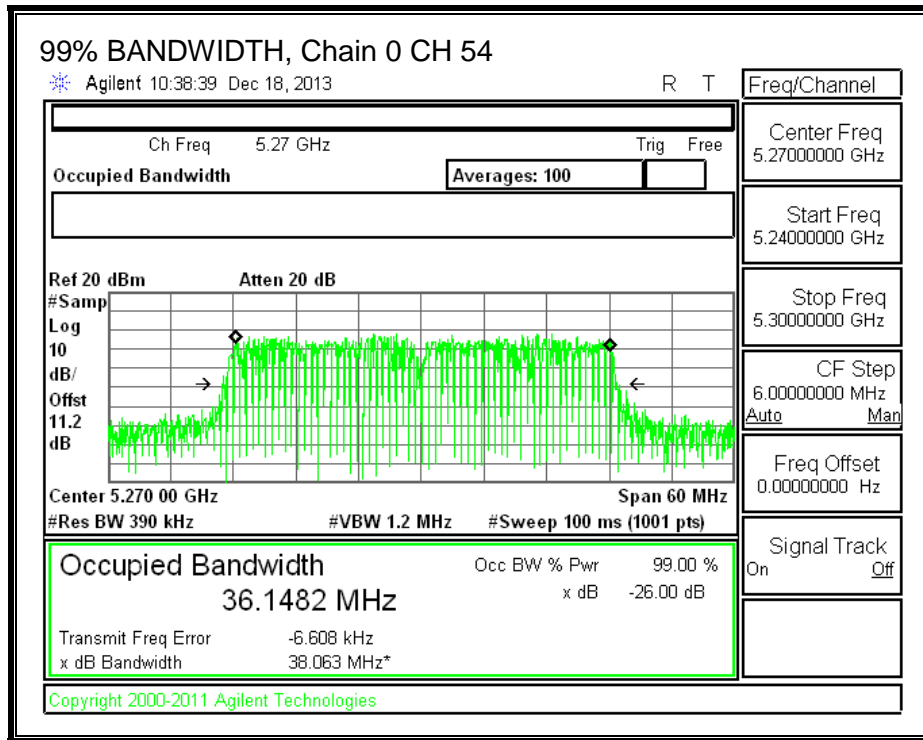 99% BANDWIDTH, Chain 0 CH 54
Agilent 10:38:39 Dec 18, 2013 R T
Freq/Channel
Ch Freq 5.27 GHz Trig Free
Occupied Bandwidth Averages: 100
Center Freq
5.27000000 GHz
Start Freq
5.24000000 GHz
Stop Freq
5.30000000 GHz
CF Step
6.00000000 MHz
Auto Man
Freq Offset
0.00000000 Hz
Signal Track
On Off
Ref 20 dBm Atten 20 dB
#Samp
Log
10
dB/
Offst
11.2
dB
Center 5.270 00 GHz Span 60 MHz
#Res BW 390 kHz #VBW 1.2 MHz #Sweep 100 ms (1001 pts)
Occupied Bandwidth Occ BW % Pwr 99.00 %
36.1482 MHz x dB -26.00 dB
Transmit Freq Error -6.608 kHz
x dB Bandwidth 38.063 MHz*
Copyright 2000-2011 Agilent Technologies